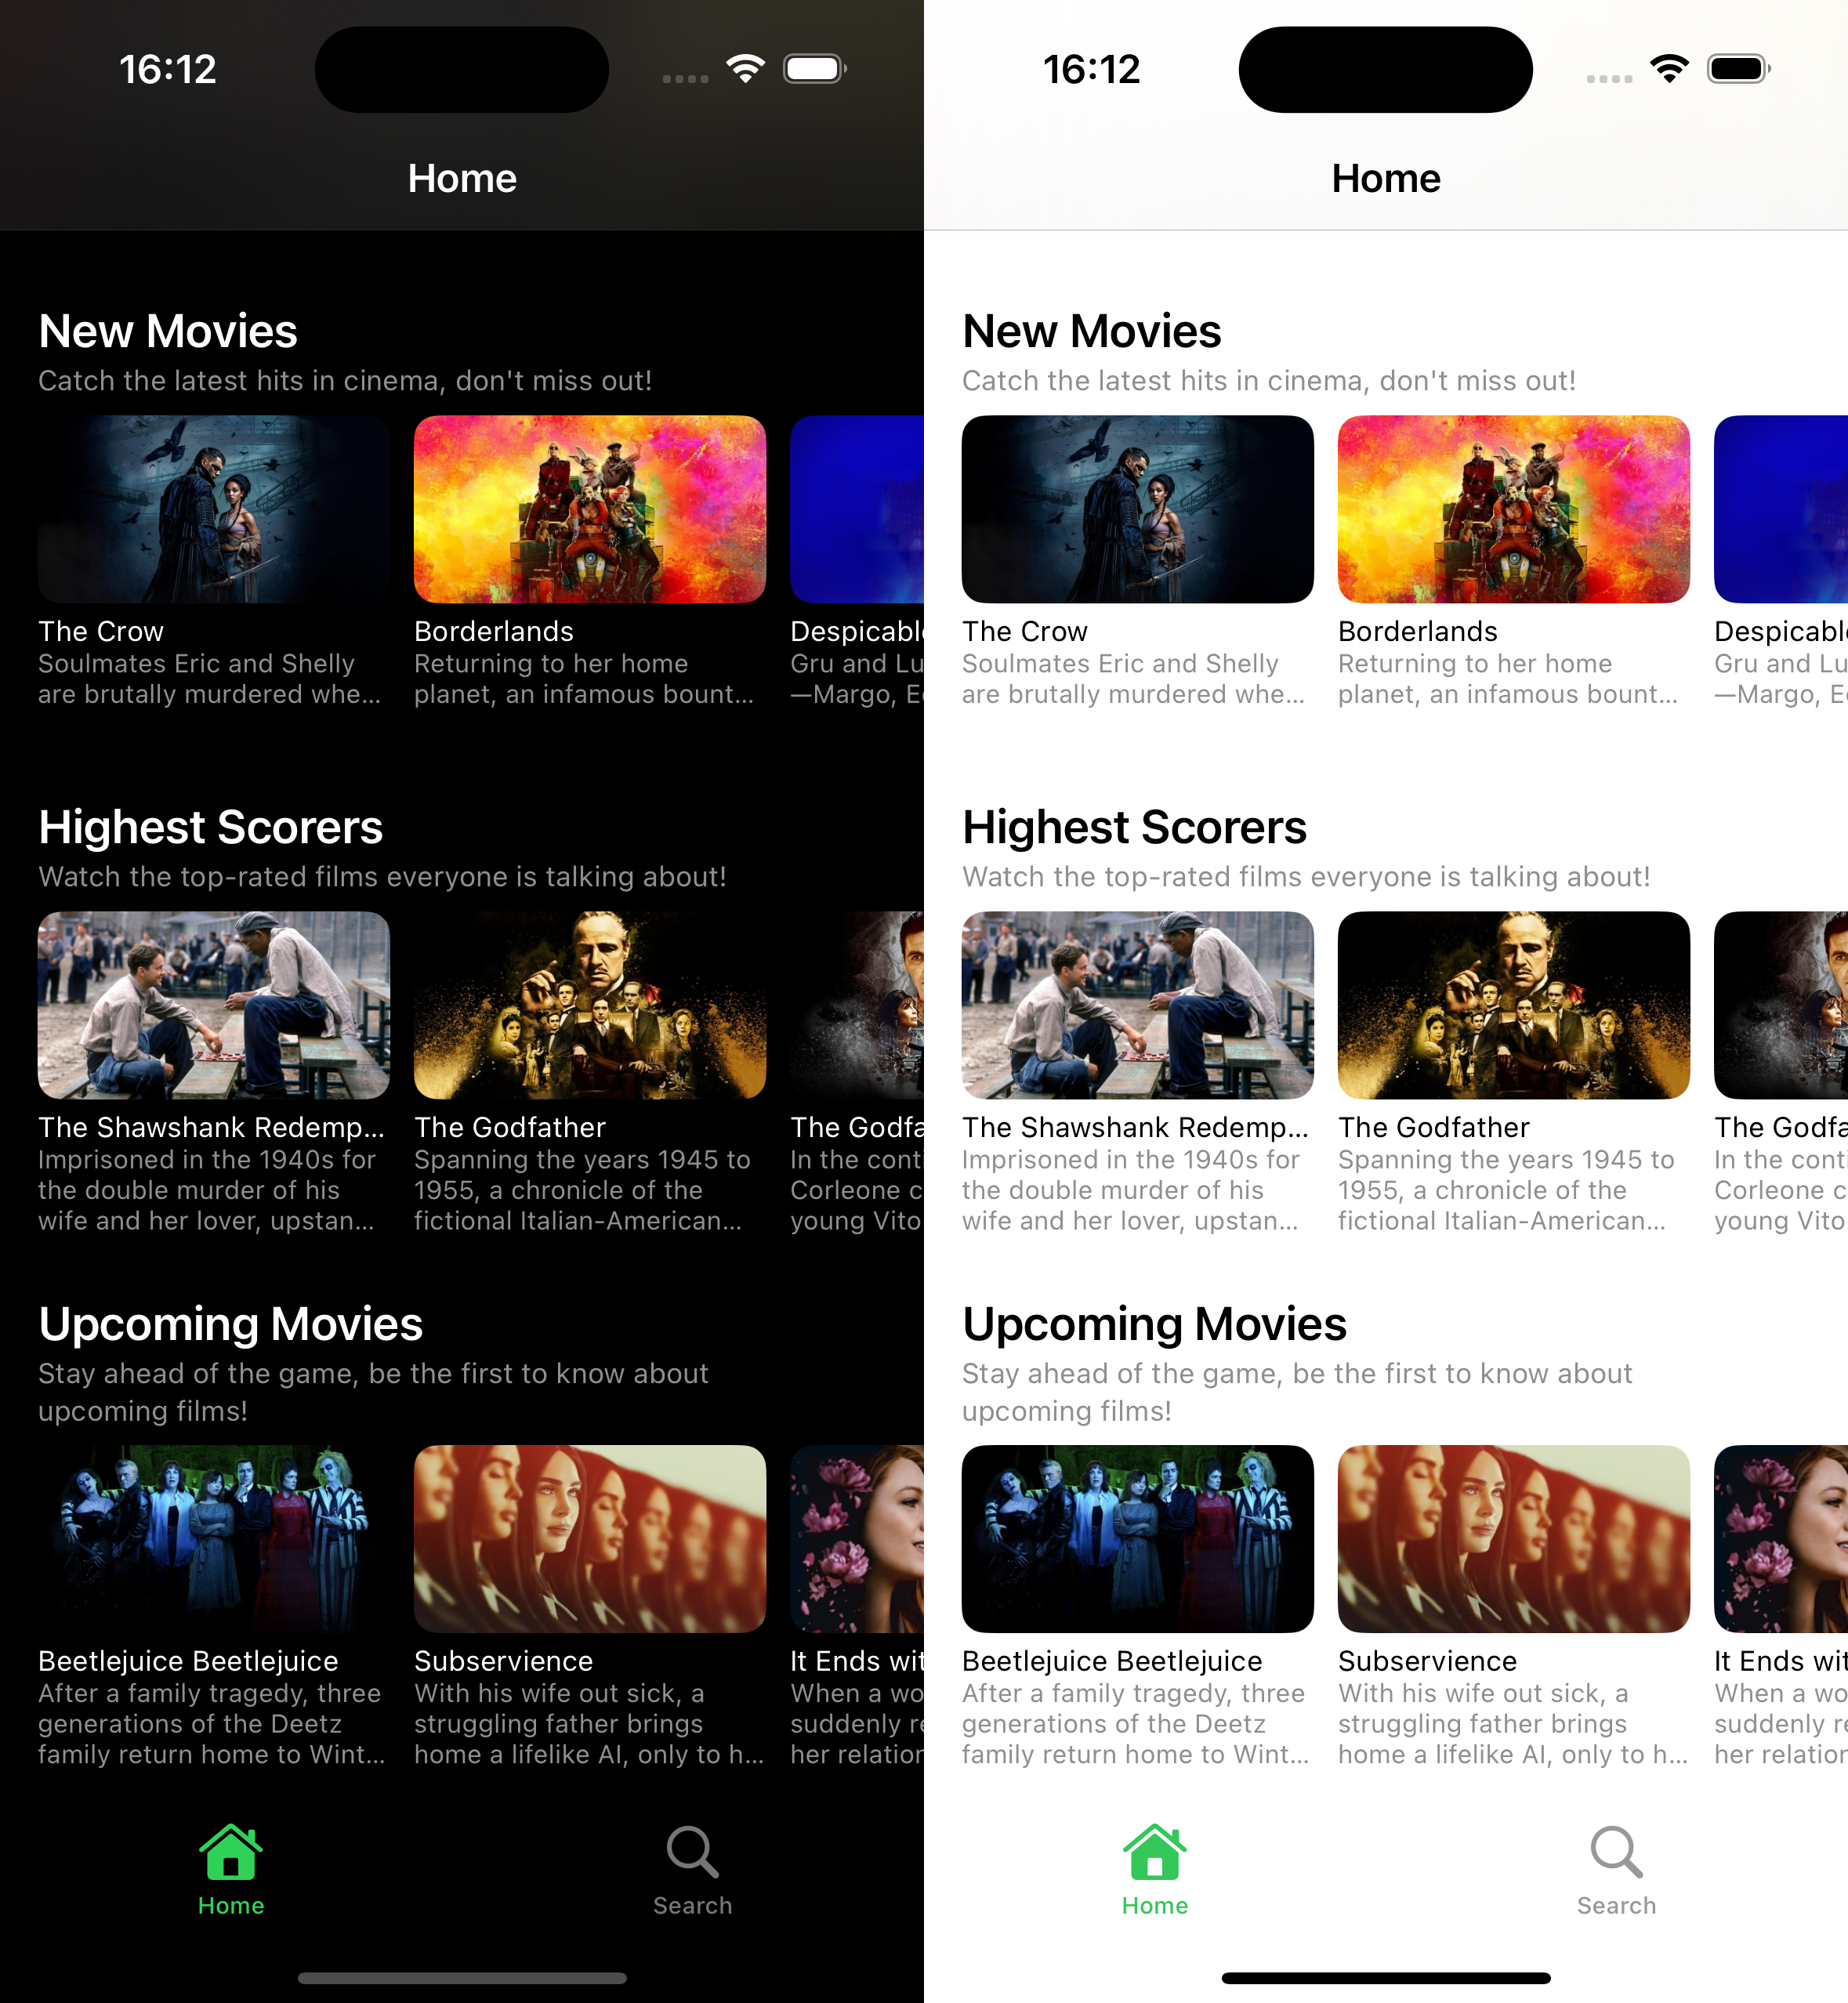 16:12
Home
New Movies
Catch the latest hits in cinema, don't miss out!
The Crow
Soulmates Eric and Shelly
are brutally murdered whe...
Borderlands
Returning to her home
planet, an infamous bount...
Despicabl
Gru and Lu
—Margo, E
Highest Scorers
Watch the top-rated films everyone is talking about!
The Shawshank Redemp...
Imprisoned in the 1940s for
the double murder of his
wife and her lover, upstan...
The Godfather
Spanning the years 1945 to
1955, a chronicle of the
fictional Italian-American...
The Godfa
In the conti
Corleone c
young Vito
Upcoming Movies
Stay ahead of the game, be the first to know about
upcoming films!
Beetlejuice Beetlejuice
After a family tragedy, three
generations of the Deetz
family return home to Wint...
Subservience
With his wife out sick, a
struggling father brings
home a lifelike AI, only to h...
It Ends wit
When a wo
suddenly re
her relation
Home
Search
16:12
Home
New Movies
Catch the latest hits in cinema, don't miss out!
The Crow
Soulmates Eric and Shelly
are brutally murdered whe...
Borderlands
Returning to her home
planet, an infamous bount...
Despicabl
Gru and Lu
—Margo, E
Highest Scorers
Watch the top-rated films everyone is talking about!
The Shawshank Redemp...
Imprisoned in the 1940s for
the double murder of his
wife and her lover, upstan...
The Godfather
Spanning the years 1945 to
1955, a chronicle of the
fictional Italian-American...
The Godfa
In the conti
Corleone c
young Vito
Upcoming Movies
Stay ahead of the game, be the first to know about
upcoming films!
Beetlejuice Beetlejuice
After a family tragedy, three
generations of the Deetz
family return home to Wint...
Subservience
With his wife out sick, a
struggling father brings
home a lifelike AI, only to h...
It Ends wit
When a wo
suddenly re
her relation
Home
Search